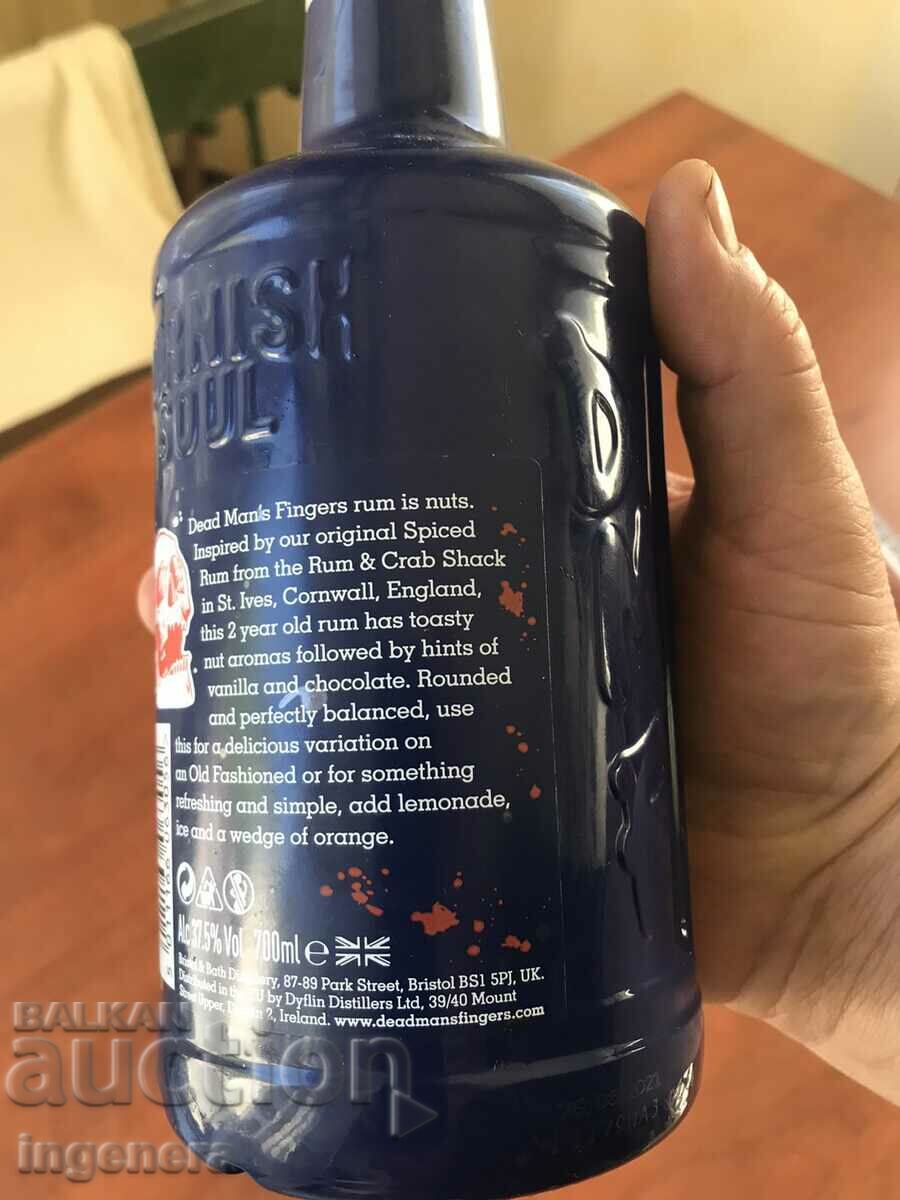 RNISH
SOUL
Dead Man's Fingers rum is nuts.
Inspired by our original Spiced
Rum from the Rum & Crab Shack
in St. Ives, Cornwall, England,
this 2 year old rum has toasty
nut aromas followed by hints of
vanilla and chocolate. Rounded
and perfectly balanced, use
this for a delicious variation on
an Old Fashioned or for something
refreshing and simple, add lemonade,
ice and a wedge of orange.
Alc 37.5% Vol 700ml e
Bristol & Bath Distillery, 87-89 Park Street, Bristol BS1 5PJ, UK.
Distributed in the EU by Dyflin Distillers Ltd, 39/40 Mount
Street Upper, Dublin 2, Ireland. www.deadmansfingers.com
BALKAN
auction
ingenera